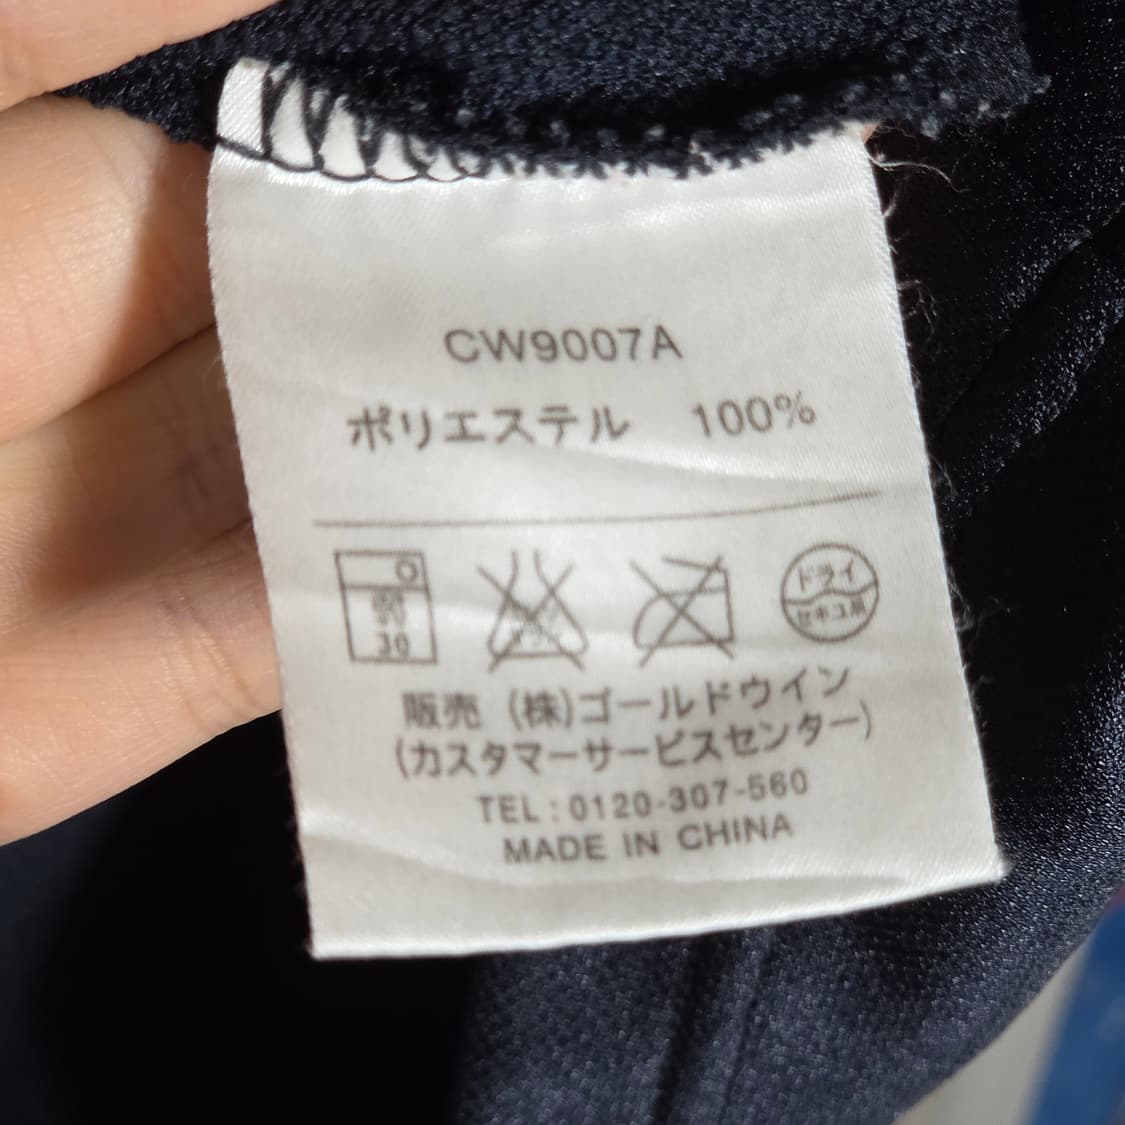 CW9007A
ポリエステル 100%
30
ドライ
セキユ系
販売 (株)ゴールドウイン
(カスタマーサービスセンター)
TEL:0120-307-560
MADE IN CHINA